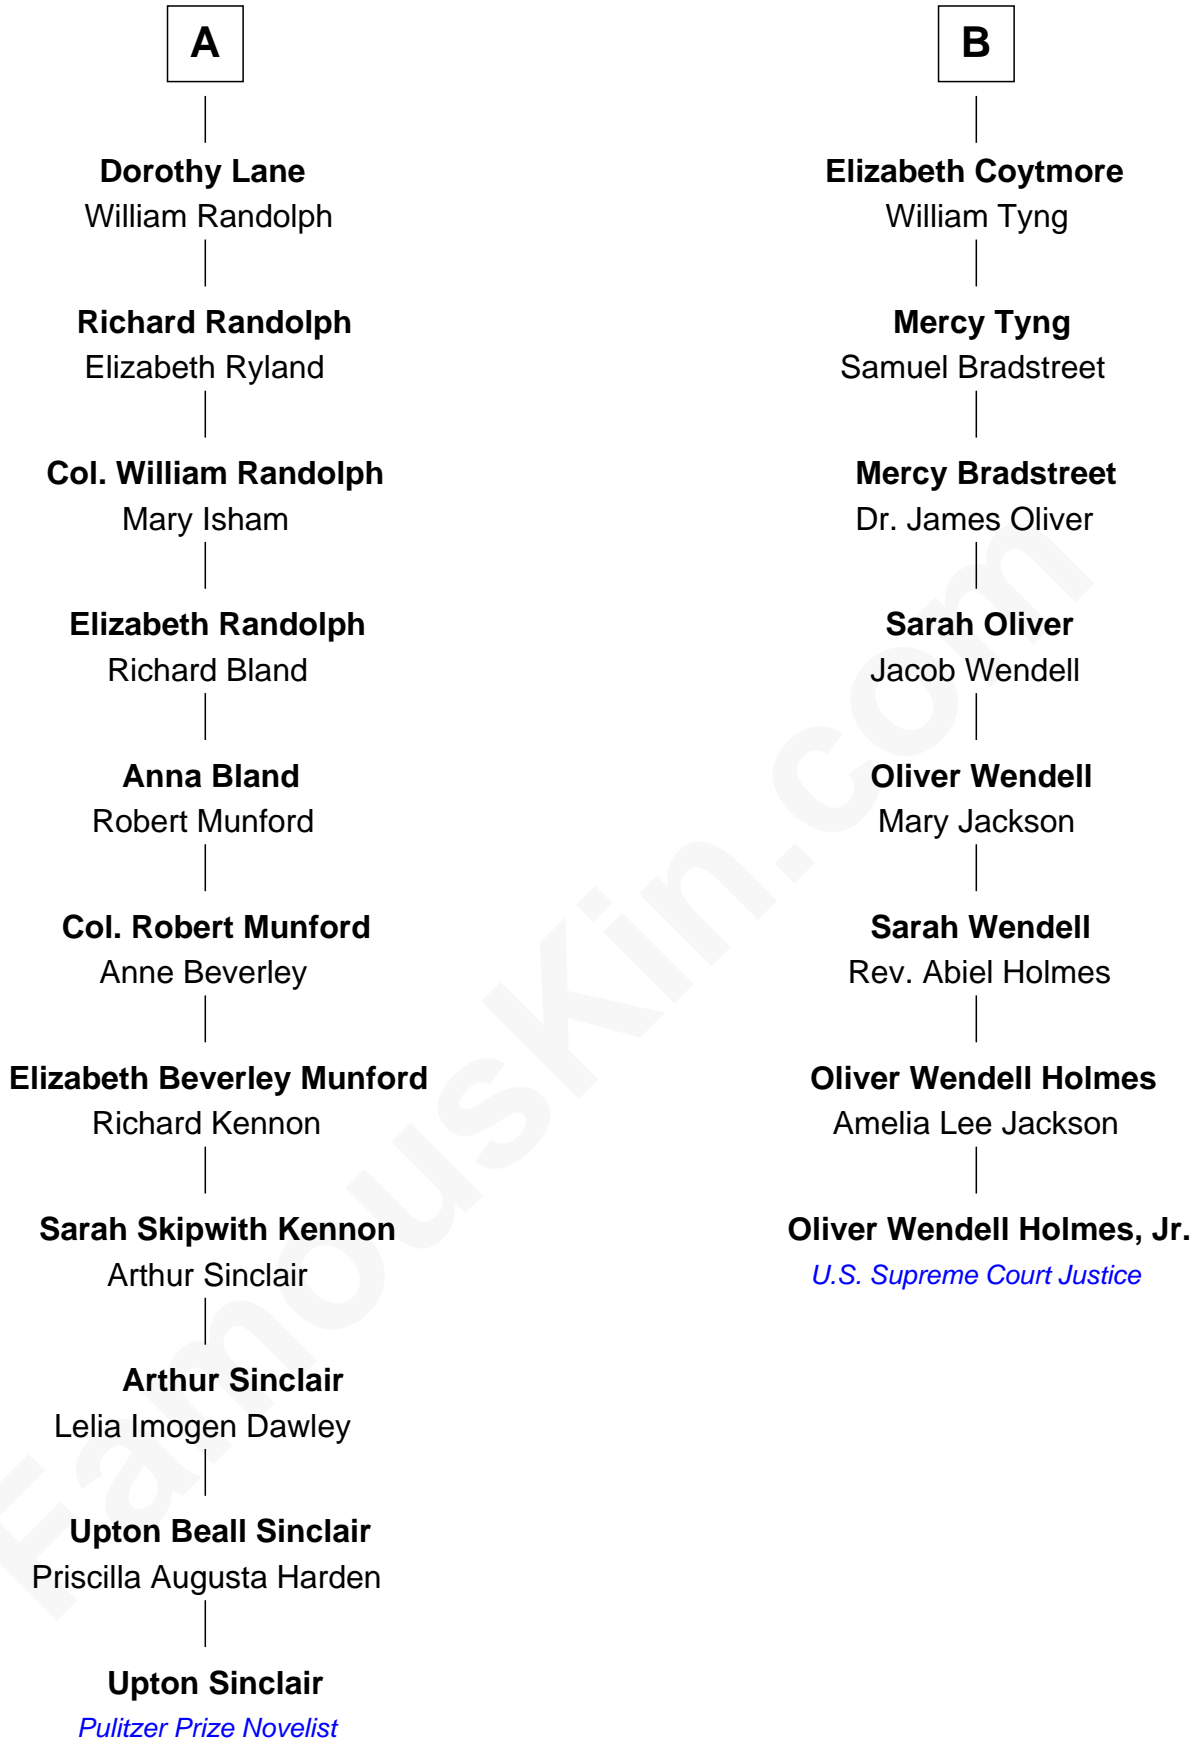 A
Dorothy Lane
William Randolph
Richard Randolph
Elizabeth Ryland
Col. William Randolph
Mary Isham
Elizabeth Randolph
Richard Bland
Anna Bland
Robert Munford
Col. Robert Munford
Anne Beverley
Elizabeth Beverley Munford
Richard Kennon
Sarah Skipwith Kennon
Arthur Sinclair
Arthur Sinclair
Lelia Imogen Dawley
Upton Beall Sinclair
Priscilla Augusta Harden
Upton Sinclair
Pulitzer Prize Novelist
B
Elizabeth Coytmore
William Tyng
Mercy Tyng
Samuel Bradstreet
Mercy Bradstreet
Dr. James Oliver
Sarah Oliver
Jacob Wendell
Oliver Wendell
Mary Jackson
Sarah Wendell
Rev. Abiel Holmes
Oliver Wendell Holmes
Amelia Lee Jackson
Oliver Wendell Holmes, Jr.
U.S. Supreme Court Justice
FamousKin.com